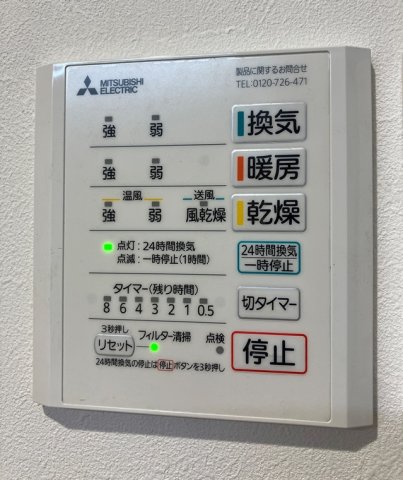 MITSUBISHI
ELECTRIC
製品に関するお問合せ
TEL:0120-726-471
強 弱 換気
強 弱 暖房
温風 送風
強 弱 風乾燥 乾燥
点灯:24時間換気
点滅:一時停止(1時間)
24時間換気
一時停止
タイマー(残り時間)
8 6 4 3 2 1 0.5
切タイマー
3秒押し
リセット フィルター清掃 点検
停止
24時間換気の停止は停止ボタンを3秒押し